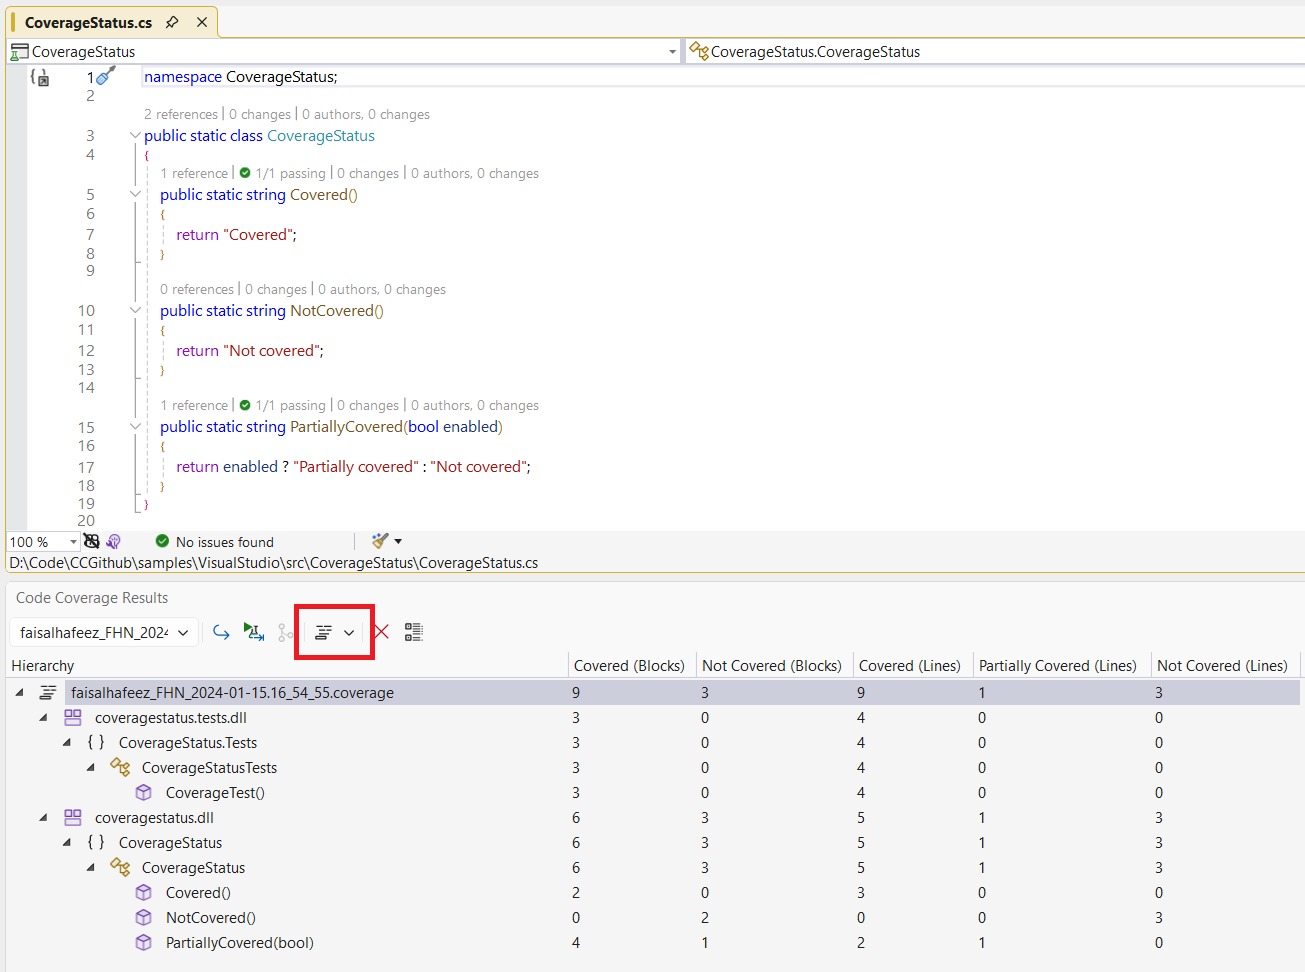 CoverageStatus.cs
CoverageStatus
CoverageStatus.CoverageStatus
1 namespace CoverageStatus;
2
2 references | 0 changes | 0 authors, 0 changes
3 public static class CoverageStatus
4 {
1 reference | 1/1 passing | 0 changes | 0 authors, 0 changes
5 public static string Covered()
6 {
7 return "Covered";
8 }
9
0 references | 0 changes | 0 authors, 0 changes
10 public static string NotCovered()
11 {
12 return "Not covered";
13 }
14
1 reference | 1/1 passing | 0 changes | 0 authors, 0 changes
15 public static string PartiallyCovered(bool enabled)
16 {
17 return enabled ? "Partially covered" : "Not covered";
18 }
19 }
20
100 % No issues found
D:\Code\CCGithub\samples\VisualStudio\src\CoverageStatus\CoverageStatus.cs
Code Coverage Results
faisalhafeez_FHN_2024
Hierarchy Covered (Blocks) Not Covered (Blocks) Covered (Lines) Partially Covered (Lines) Not Covered (Lines)
faisalhafeez_FHN_2024-01-15.16_54_55.coverage 9 3 9 1 3
coveragestatus.tests.dll 3 0 4 0 0
{ } CoverageStatus.Tests 3 0 4 0 0
CoverageStatusTests 3 0 4 0 0
CoverageTest() 3 0 4 0 0
coveragestatus.dll 6 3 5 1 3
{ } CoverageStatus 6 3 5 1 3
CoverageStatus 6 3 5 1 3
Covered() 2 0 3 0 0
NotCovered() 0 2 0 0 3
PartiallyCovered(bool) 4 1 2 1 0